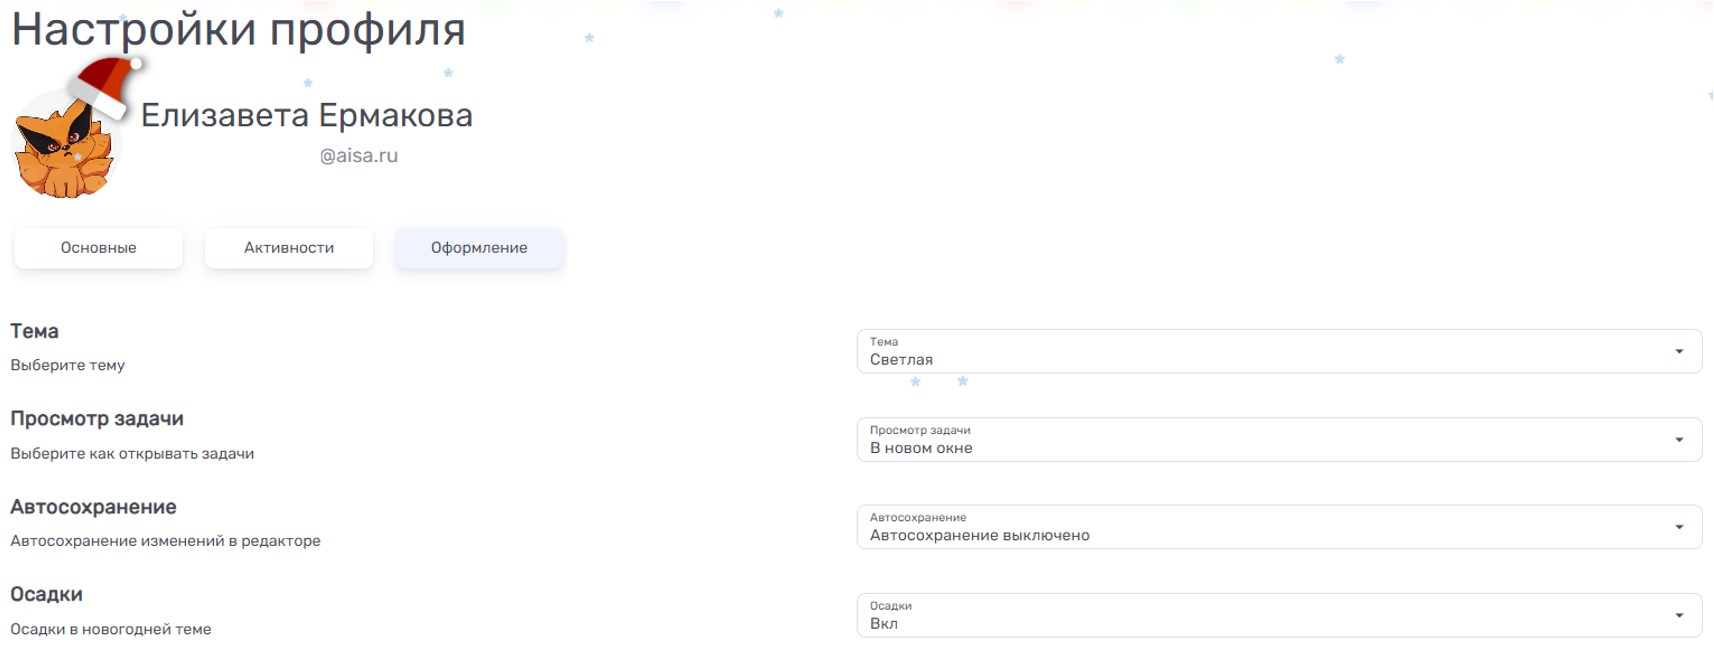 Настройки профиля
Елизавета Ермакова
@aisa.ru
Основные
Активности
Оформление
Тема
Выберите тему
Тема
Светлая
Просмотр задачи
Выберите как открывать задачи
Просмотр задачи
В новом окне
Автосохранение
Автосохранение изменений в редакторе
Автосохранение
Автосохранение выключено
Осадки
Осадки в новогодней теме
Осадки
Вкл